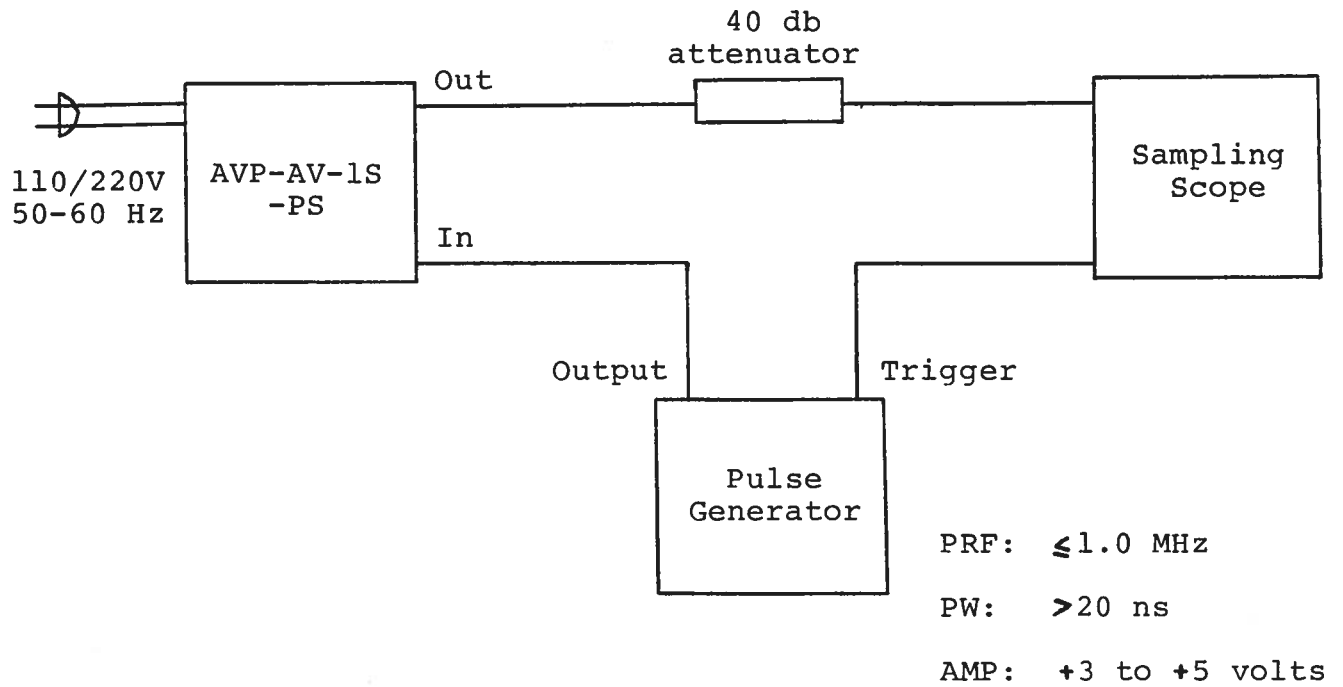 40 db
attenuator
Out
AVP-AV-1S
-PS
Sampling
Scope
110/220V
50-60 Hz
In
Output
Trigger
Pulse
Generator
PRF: ≤1.0 MHz
PW: >20 ns
AMP: +3 to +5 volts